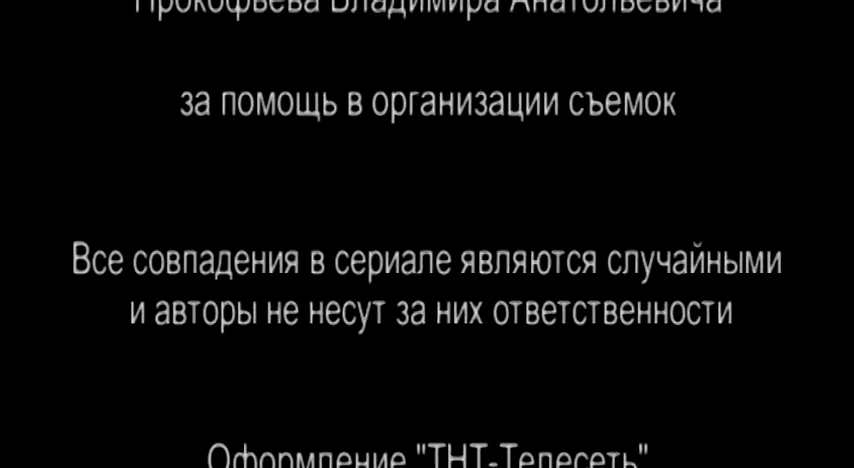 Прокофьева Владимира Анатольевича
за помощь в организации съемок
Все совпадения в сериале являются случайными
и авторы не несут за них ответственности
Оформление "ТНТ-Телесеть"